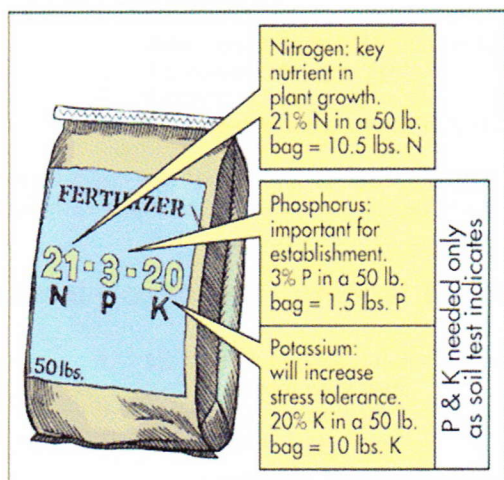 FERTILIZER
21-3-20
N P K
50 lbs.
Nitrogen: key
nutrient in
plant growth.
21% N in a 50 lb.
bag = 10.5 lbs. N
Phosphorus:
important for
establishment.
3% P in a 50 lb.
bag = 1.5 lbs. P
Potassium:
will increase
stress tolerance.
20% K in a 50 lb.
bag = 10 lbs. K
P & K needed only
as soil test indicates